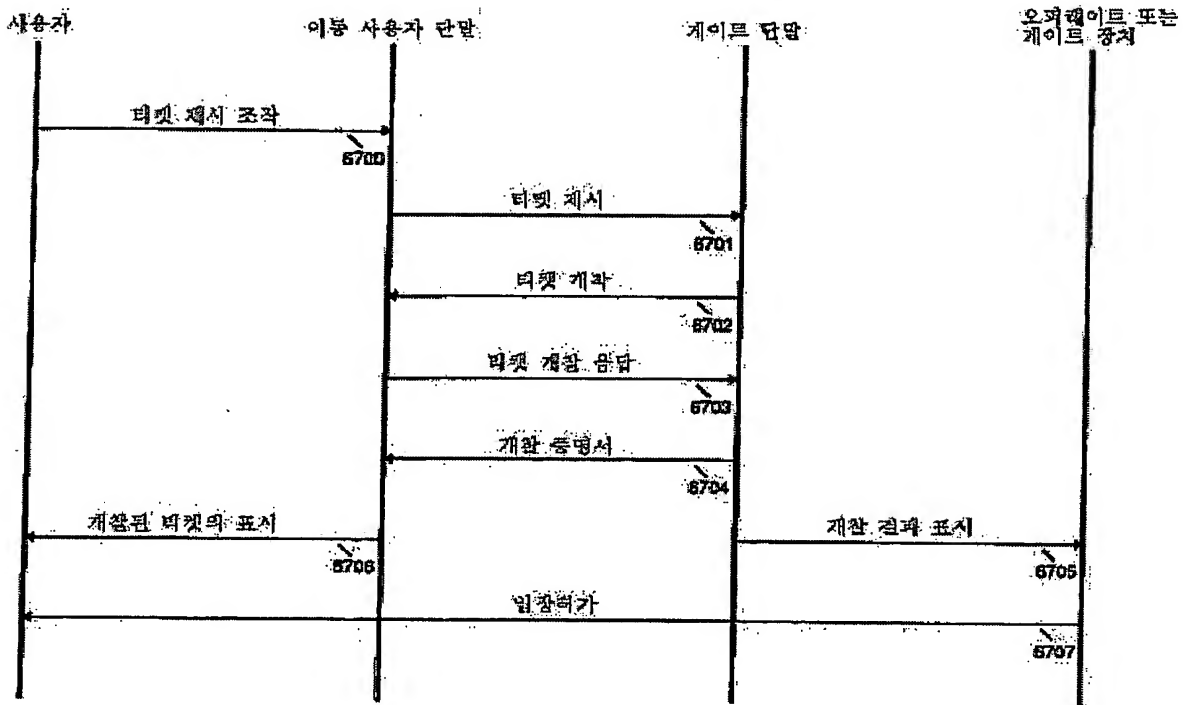 사용자
이동 사용자 단말
게이트 단말
오퍼레이트 또는
게이트 장치
티켓 제시 조작
6700
티켓 제시
6701
티켓 개찰
6702
티켓 개찰 응답
6703
개찰 증명서
6704
개찰된 티켓의 표시
6706
개찰 결과 표시
6705
입장허가
6707